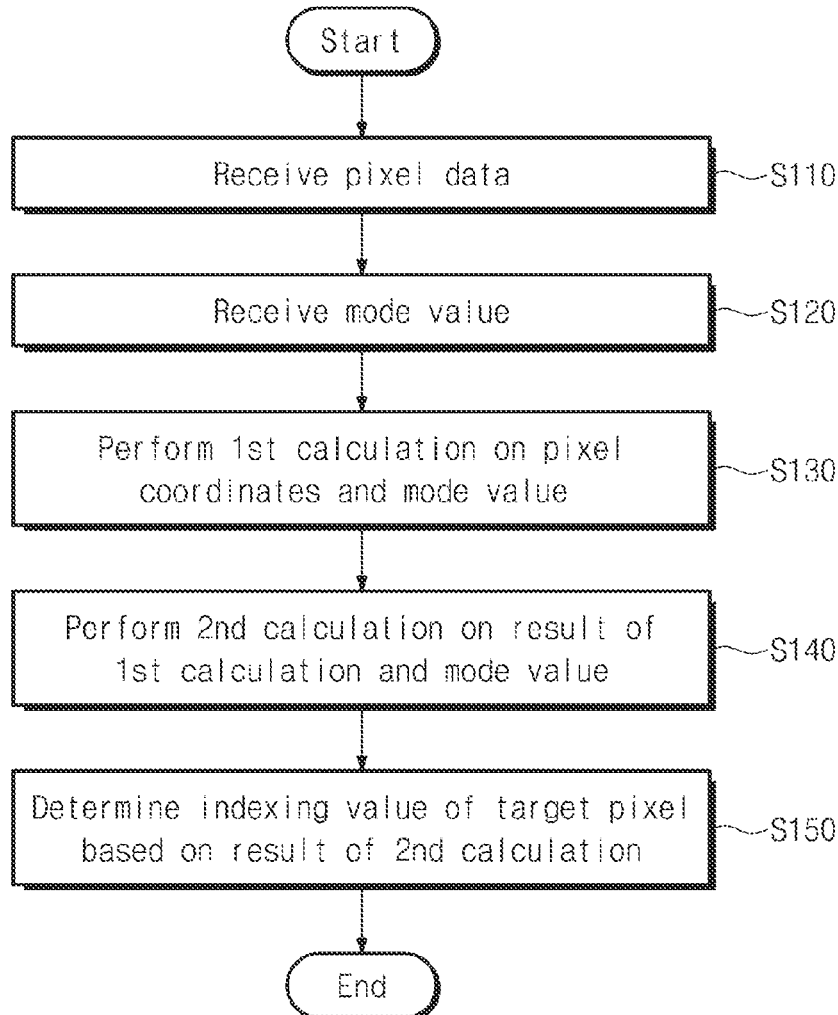 Start
Receive pixel data
S110
Receive mode value
S120
Perform 1st calculation on pixel
coordinates and mode value
S130
Perform 2nd calculation on result of
1st calculation and mode value
S140
Determine indexing value of target pixel
based on result of 2nd calculation
S150
End